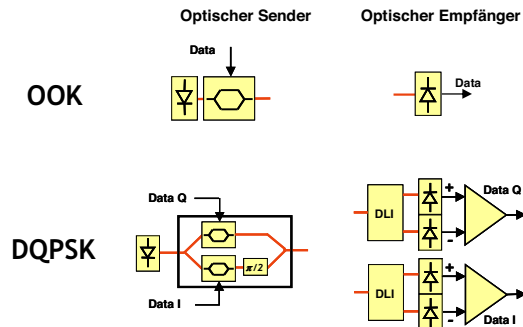 Optischer Sender
Optischer Empfänger
Data
OOK
Data
Data Q
DQPSK
π/2
Data I
DLI
+
-
Data Q
DLI
+
-
Data I